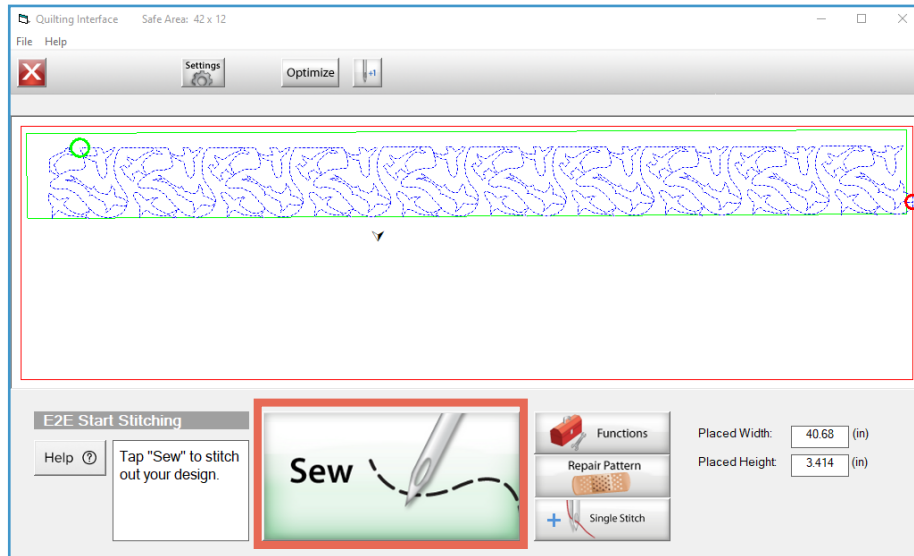 Quilting Interface Safe Area: 42 x 12
File Help
Settings
Optimize
+1
E2E Start Stitching
Help ?
Tap "Sew" to stitch
out your design.
Sew
Functions
Repair Pattern
+ Single Stitch
Placed Width: 40.68 (in)
Placed Height: 3.414 (in)